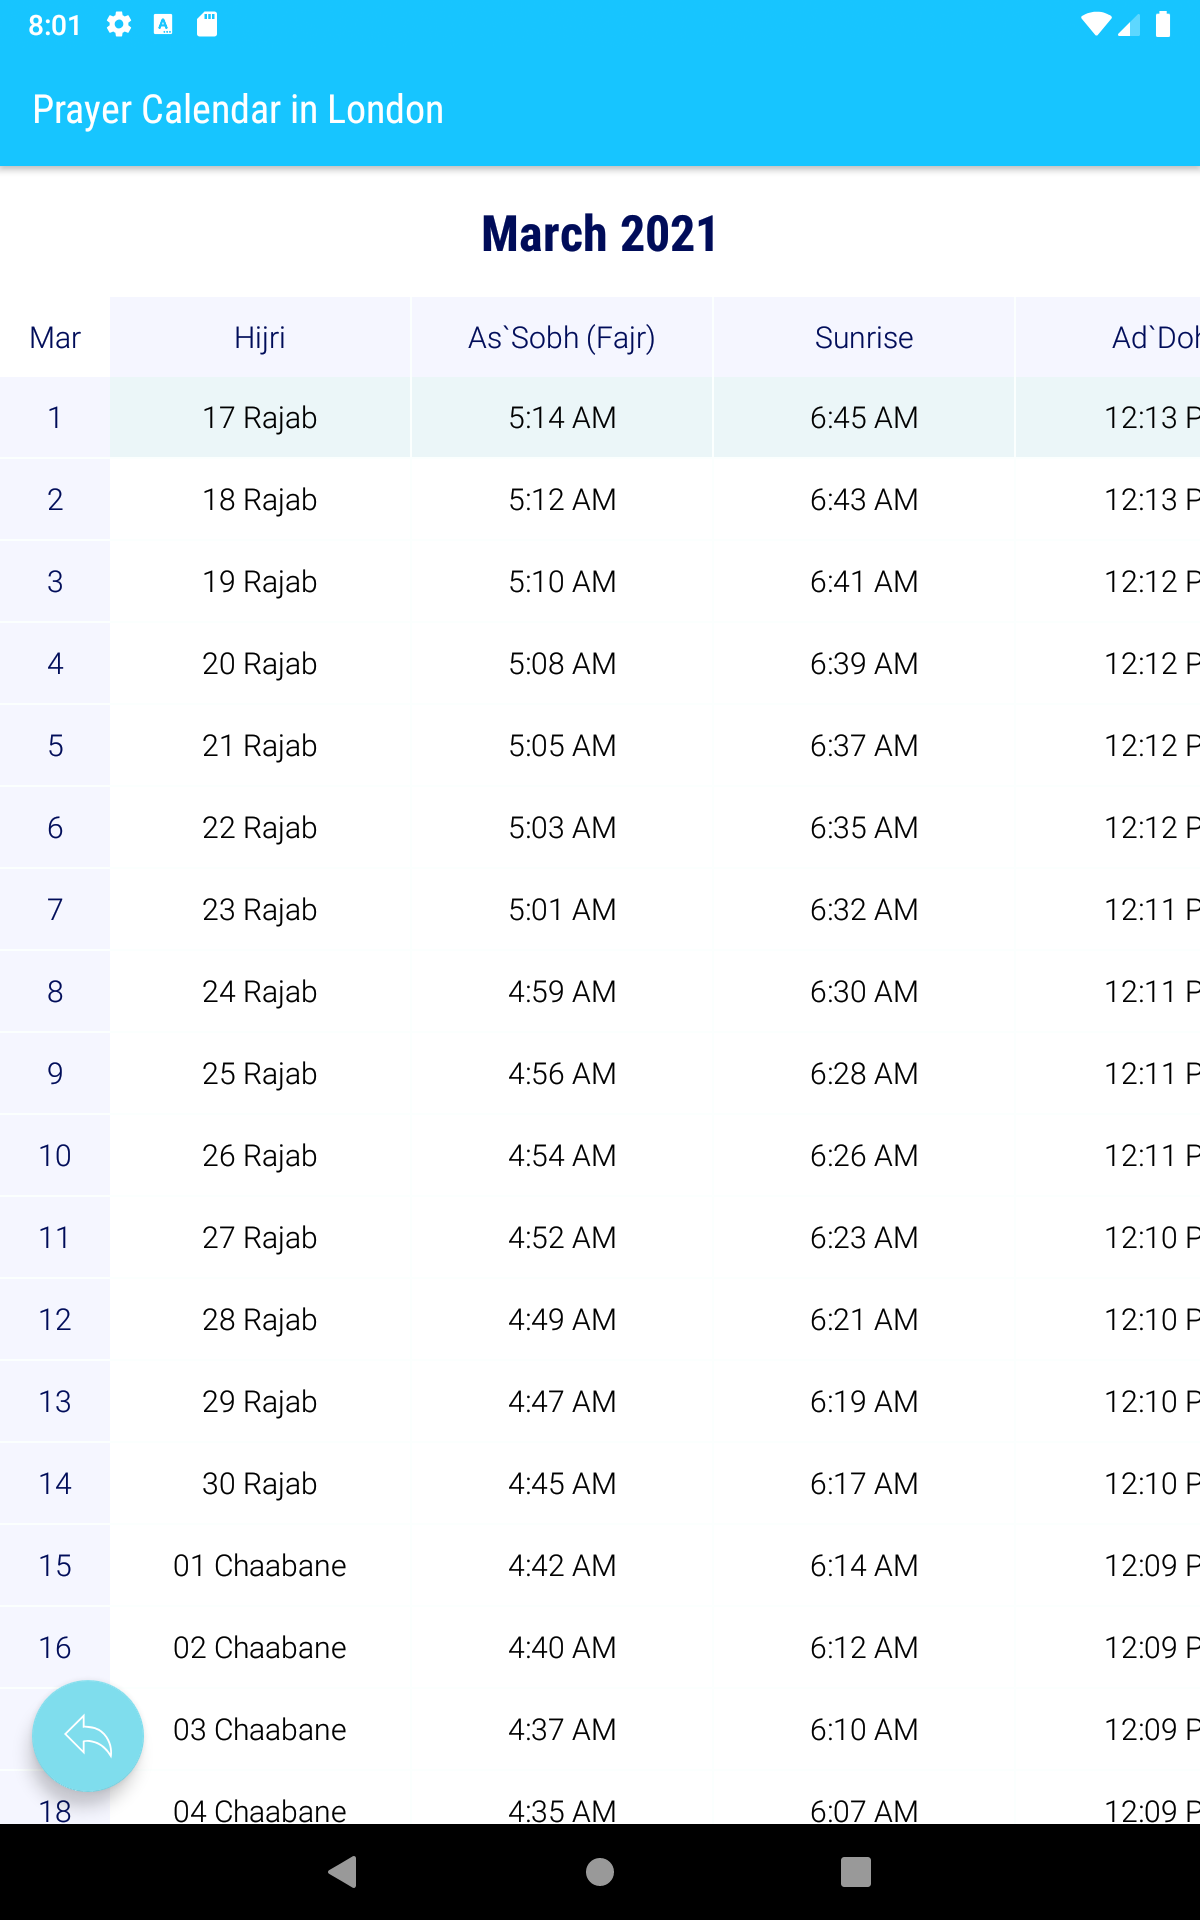 8:01
Prayer Calendar in London
March 2021
Mar Hijri As`Sobh (Fajr) Sunrise Ad`Doh
1 17 Rajab 5:14 AM 6:45 AM 12:13 P
2 18 Rajab 5:12 AM 6:43 AM 12:13 P
3 19 Rajab 5:10 AM 6:41 AM 12:12 P
4 20 Rajab 5:08 AM 6:39 AM 12:12 P
5 21 Rajab 5:05 AM 6:37 AM 12:12 P
6 22 Rajab 5:03 AM 6:35 AM 12:12 P
7 23 Rajab 5:01 AM 6:32 AM 12:11 P
8 24 Rajab 4:59 AM 6:30 AM 12:11 P
9 25 Rajab 4:56 AM 6:28 AM 12:11 P
10 26 Rajab 4:54 AM 6:26 AM 12:11 P
11 27 Rajab 4:52 AM 6:23 AM 12:10 P
12 28 Rajab 4:49 AM 6:21 AM 12:10 P
13 29 Rajab 4:47 AM 6:19 AM 12:10 P
14 30 Rajab 4:45 AM 6:17 AM 12:10 P
15 01 Chaabane 4:42 AM 6:14 AM 12:09 P
16 02 Chaabane 4:40 AM 6:12 AM 12:09 P
03 Chaabane 4:37 AM 6:10 AM 12:09 P
18 04 Chaabane 4:35 AM 6:07 AM 12:09 P